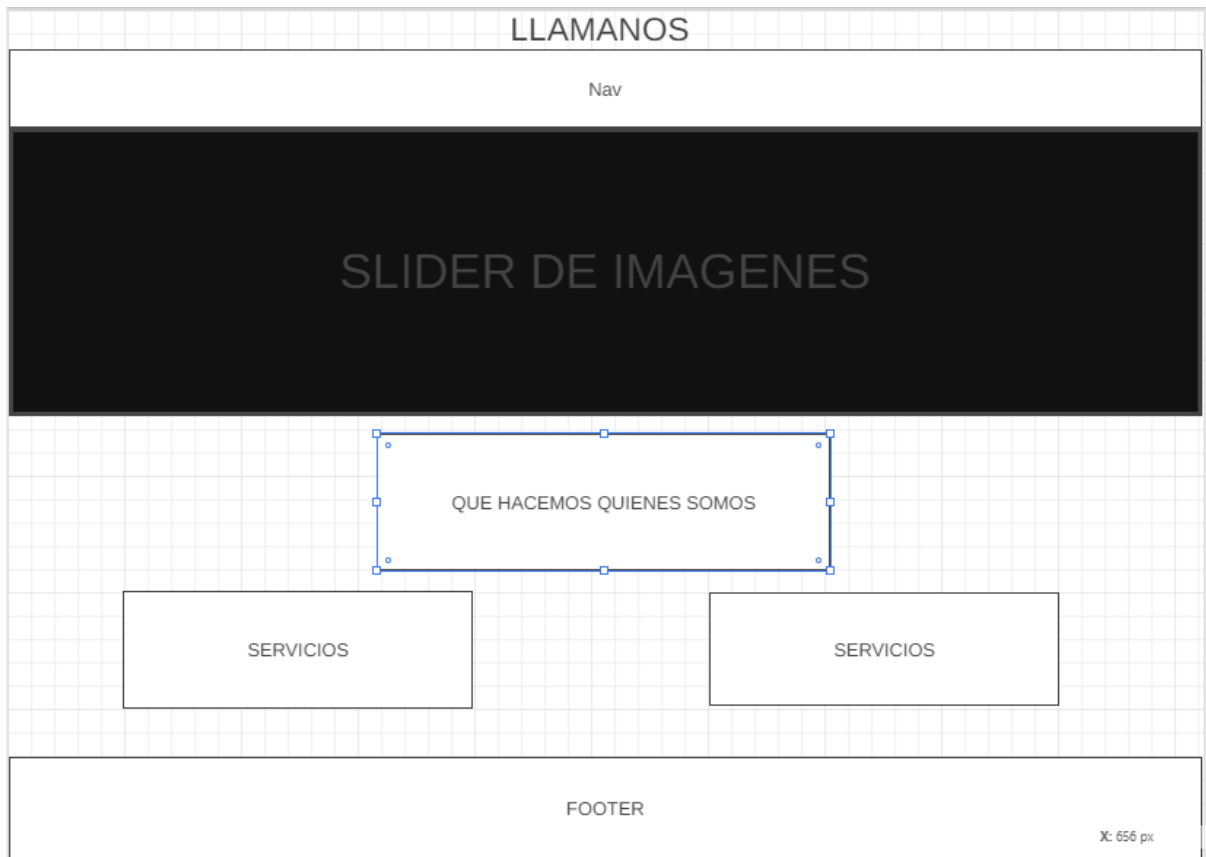 LLAMANOS
Nav
SLIDER DE IMAGENES
QUE HACEMOS QUIENES SOMOS
SERVICIOS
SERVICIOS
FOOTER
X: 656 px